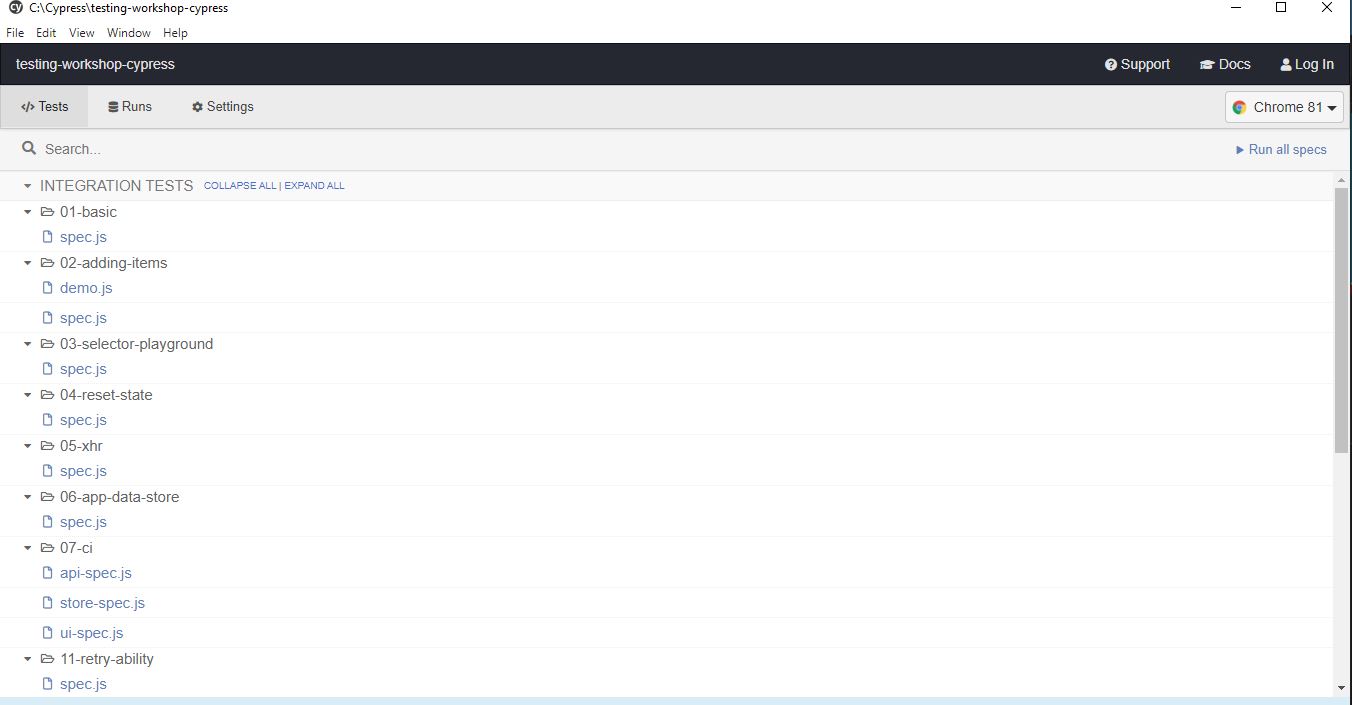 cy C:\Cypress\testing-workshop-cypress
File Edit View Window Help
testing-workshop-cypress Support Docs Log In
</> Tests Runs Settings Chrome 81
Search... Run all specs
INTEGRATION TESTS COLLAPSE ALL | EXPAND ALL
01-basic
spec.js
02-adding-items
demo.js
spec.js
03-selector-playground
spec.js
04-reset-state
spec.js
05-xhr
spec.js
06-app-data-store
spec.js
07-ci
api-spec.js
store-spec.js
ui-spec.js
11-retry-ability
spec.js